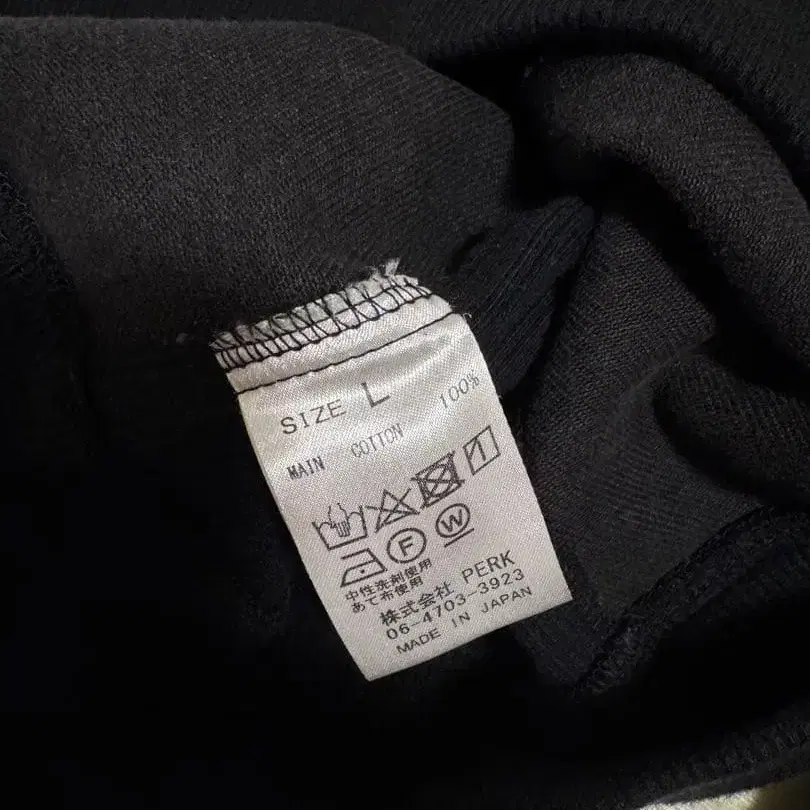 SIZE L
MAIN COTTON 100%
F W
中性洗剤使用
あて布使用
株式会社 PERK
06-4703-3923
MADE IN JAPAN